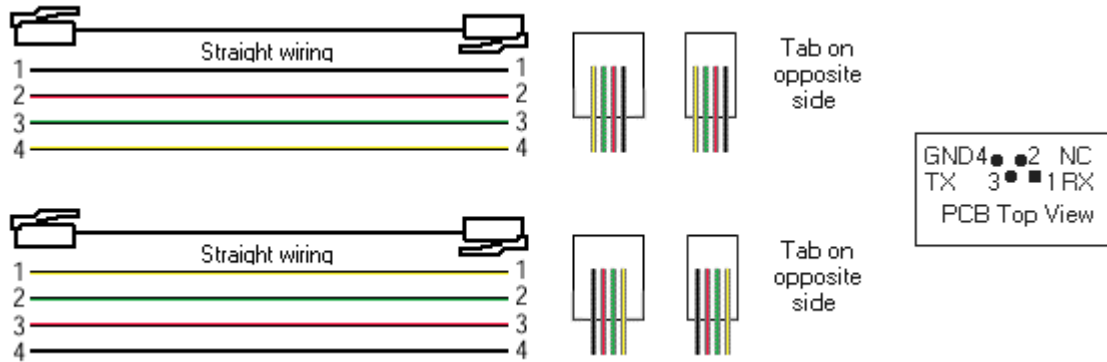 Straight wiring
1 1
2 2
3 3
4 4
Tab on
opposite
side
Straight wiring
1 1
2 2
3 3
4 4
Tab on
opposite
side
GND4 2 NC
TX 3 1 RX
PCB Top View